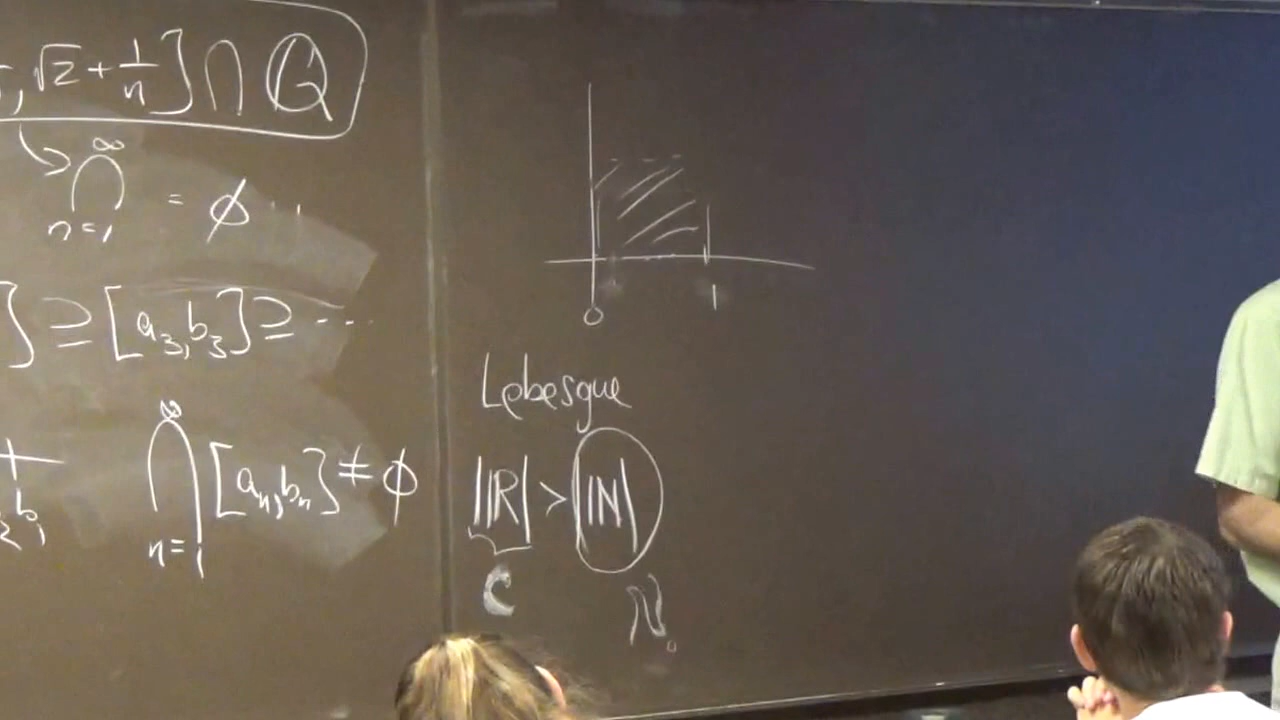 , √2 + 1/n ] ∩ Q
∞
∩ = ∅
n=1
] ⊇ [a₃, b₃] ⊇ ...
∞
∩ [aₙ, bₙ] ≠ ∅
n=1
0 1
Lebesgue
|ℝ| > |ℕ|
c ℵ₀